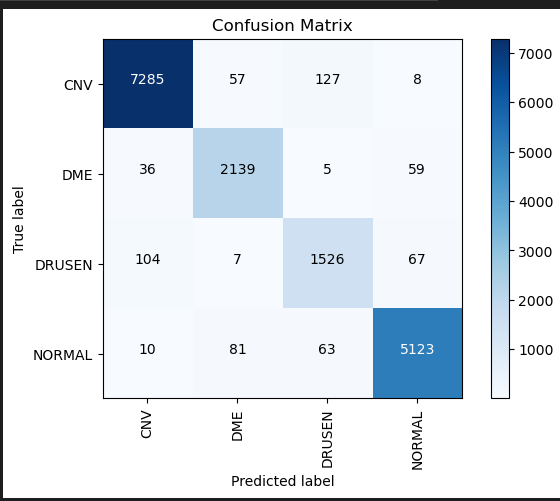 Confusion Matrix
True label
CNV 7285 57 127 8
DME 36 2139 5 59
DRUSEN 104 7 1526 67
NORMAL 10 81 63 5123
CNV DME DRUSEN NORMAL
Predicted label
7000
6000
5000
4000
3000
2000
1000